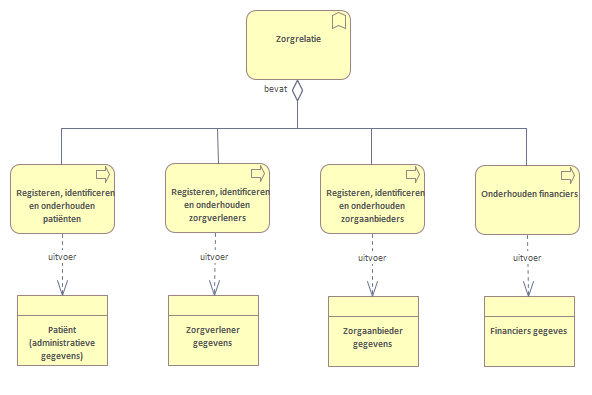 Zorgrelatie
bevat
Registeren, identificeren
en onderhouden
patiënten
Registeren, identificeren
en onderhouden
zorgverleners
Registeren, identificeren
en onderhouden
zorgaanbieders
Onderhouden financiers
uitvoer
uitvoer
uitvoer
uitvoer
Patiënt
(administratieve
gegevens)
Zorgverlener
gegevens
Zorgaanbieder
gegevens
Financiers gegeves